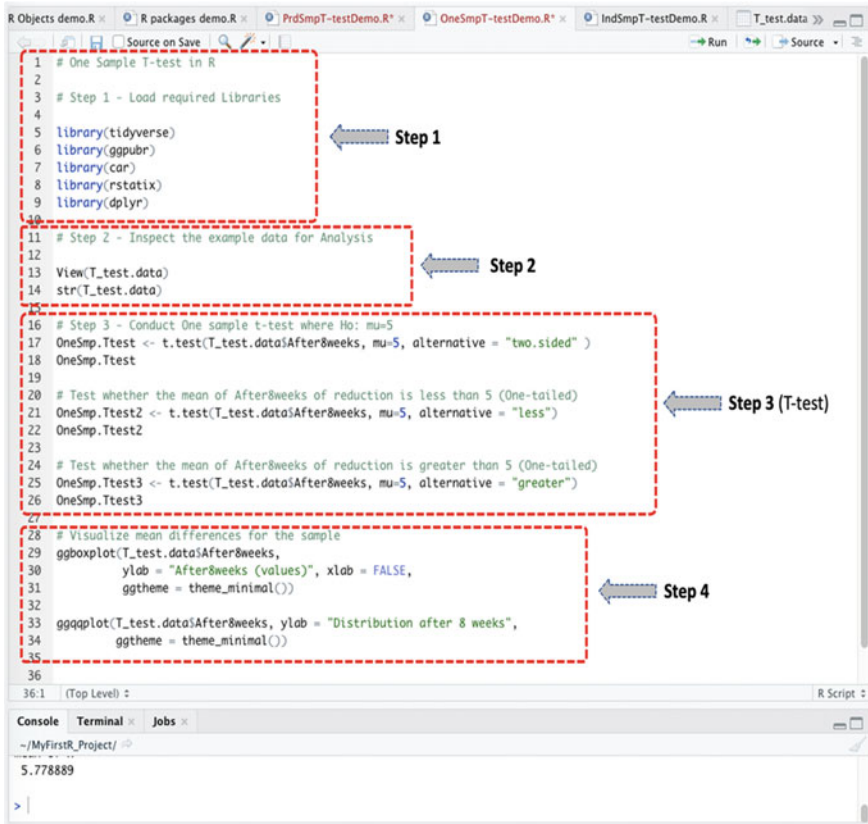 R Objects demo.R × R packages demo.R × PrdSmpT-testDemo.R* × OneSmpT-testDemo.R* × IndSmpT-testDemo.R × T_test.data »
Source on Save Run Source
1 # One Sample T-test in R
2
3 # Step 1 - Load required Libraries
4
5 library(tidyverse)
6 library(ggpubr)
7 library(car)
8 library(rstatix)
9 library(dplyr)
10
Step 1
11 # Step 2 - Inspect the example data for Analysis
12
13 View(T_test.data)
14 str(T_test.data)
15
Step 2
16 # Step 3 - Conduct One sample t-test where Ho: mu=5
17 OneSmp.Ttest <- t.test(T_test.data$After8weeks, mu=5, alternative = "two.sided" )
18 OneSmp.Ttest
19
20 # Test whether the mean of After8weeks of reduction is less than 5 (One-tailed)
21 OneSmp.Ttest2 <- t.test(T_test.data$After8weeks, mu=5, alternative = "less")
22 OneSmp.Ttest2
23
24 # Test whether the mean of After8weeks of reduction is greater than 5 (One-tailed)
25 OneSmp.Ttest3 <- t.test(T_test.data$After8weeks, mu=5, alternative = "greater")
26 OneSmp.Ttest3
27
Step 3 (T-test)
28 # Visualize mean differences for the sample
29 ggboxplot(T_test.data$After8weeks,
30 ylab = "After8weeks (values)", xlab = FALSE,
31 ggtheme = theme_minimal())
32
33 ggqqplot(T_test.data$After8weeks, ylab = "Distribution after 8 weeks",
34 ggtheme = theme_minimal())
35
36
Step 4
36:1 (Top Level) R Script
Console Terminal × Jobs ×
~/MyFirstR_Project/
5.778889
>